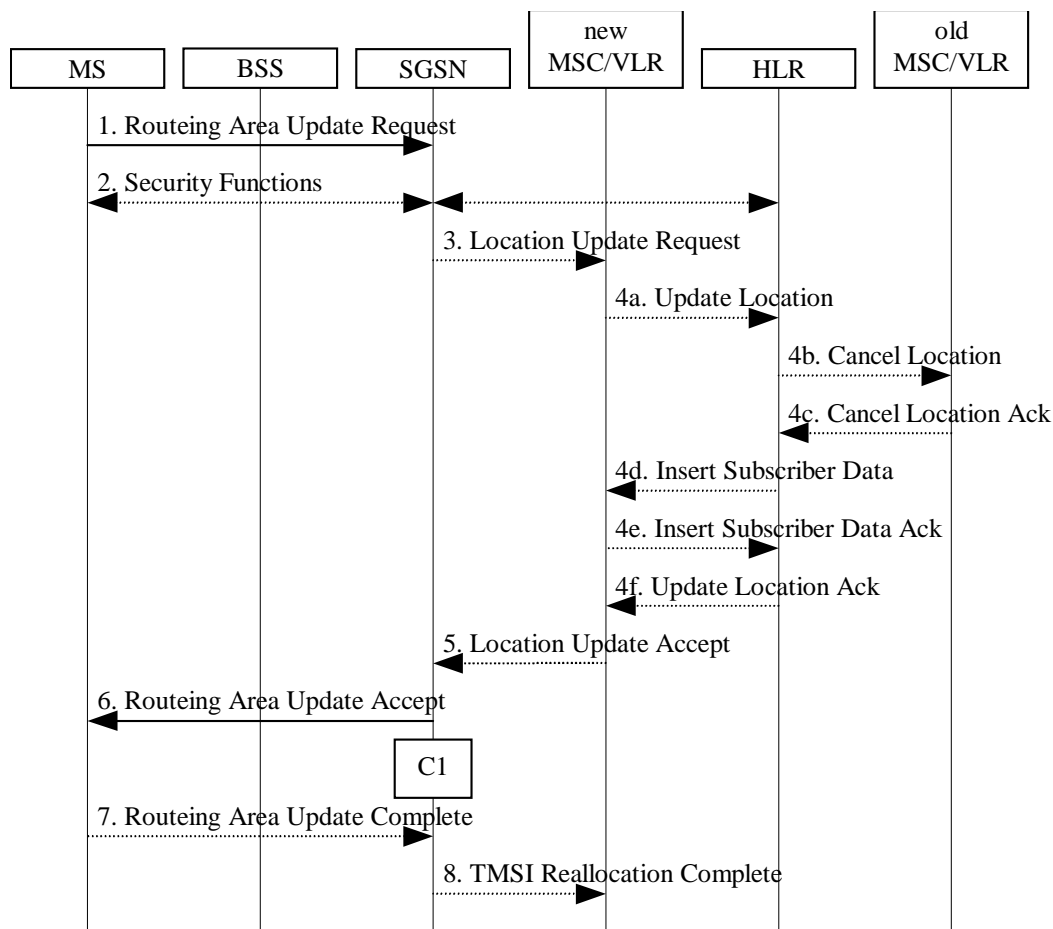 new
old
MS
BSS
SGSN
MSC/VLR
HLR
MSC/VLR
1. Routeing Area Update Request
2. Security Functions
3. Location Update Request
4a. Update Location
4b. Cancel Location
4c. Cancel Location Ack
4d. Insert Subscriber Data
4e. Insert Subscriber Data Ack
4f. Update Location Ack
5. Location Update Accept
6. Routeing Area Update Accept
C1
7. Routeing Area Update Complete
8. TMSI Reallocation Complete